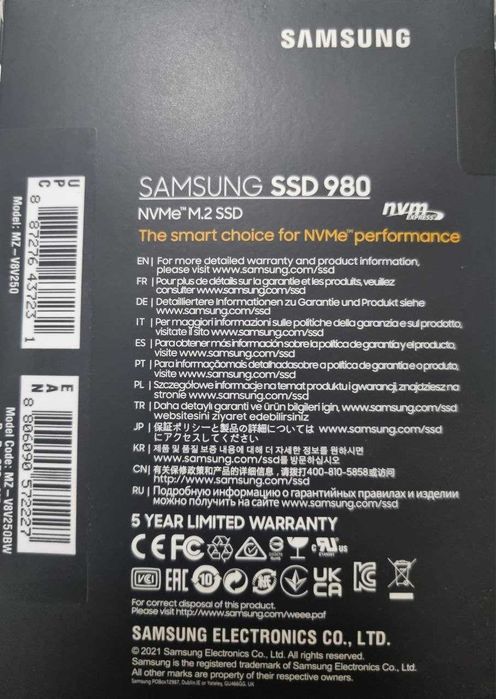 SAMSUNG
SAMSUNG SSD 980
NVMe™ M.2 SSD
nvm
EXPRESS
The smart choice for NVMe™ performance
EN | For more detailed warranty and product information,
please visit www.samsung.com/ssd
FR | Pour plus de détails sur la garantie et les produits, veuillez
consulter www.samsung.com/ssd
DE | Detailliertere Informationen zu Garantie und Produkt siehe
www.samsung.com/ssd
IT | Per maggiori informazioni sulle politiche della garanzia e sul prodotto,
visitate il sito www.samsung.com/ssd
ES | Para obtener más información sobre la política de garantía y el producto,
visite www.samsung.com/ssd
PT | Para informações mais detalhadas sobre a política de garantia e o produto,
visite www.samsung.com/ssd
PL | Szczegółowe informacje na temat produktu i gwarancji, znajdziesz na
stronie www.samsung.com/ssd
TR | Daha detaylı garanti ve ürün bilgileri için, www.samsung.com/ssd
websitesini ziyaret edebilirsiniz
JP | 保証ポリシーと製品の詳細については www.samsung.com/ssd
にアクセスしてください
KR | 제품 및 품질 보증 내용에 대해 더 자세한 정보를 원하시면
www.samsung.com/ssd를 방문하십시오
CN | 有关保修政策和产品的详细信息，请拨打400-810-5858或访问
http://www.samsung.com/ssd
RU | Подробную информацию о гарантийных правилах и изделии
можно получить на сайте www.samsung.com/ssd
5 YEAR LIMITED WARRANTY
CE FC
c RU us
VCI EAC 10
UK
CA
For correct disposal of this product.
Please visit http://www.samsung.com/weee.paf
SAMSUNG ELECTRONICS CO., LTD.
© 2021 Samsung Electronics Co., Ltd. All rights reserved.
Samsung is the registered trademark of Samsung Electronics Co., Ltd.
All other marks are property of their respective owners.
UPC
8 87276 43723 1
Model: MZ-V8V250
EAN
8 806090 572227
Model Code: MZ-V8V250BW